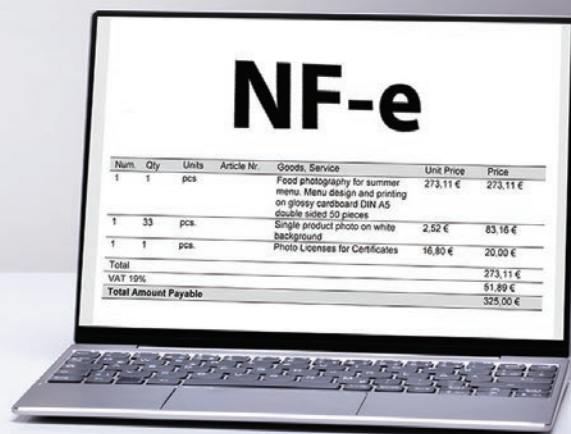 NF-e
Num. Qty Units Article Nr. Goods, Service Unit Price Price
1 1 pcs Food photography for summer 273,11 € 273,11 €
menu. Menu design and printing
on glossy cardboard DIN A5
double sided 50 pieces
1 33 pcs. Single product photo on white 2,52 € 83,16 €
background
1 1 pcs. Photo Licenses for Certificates 16,80 € 20,00 €
Total 273,11 €
VAT 19% 51,89 €
Total Amount Payable 325,00 €